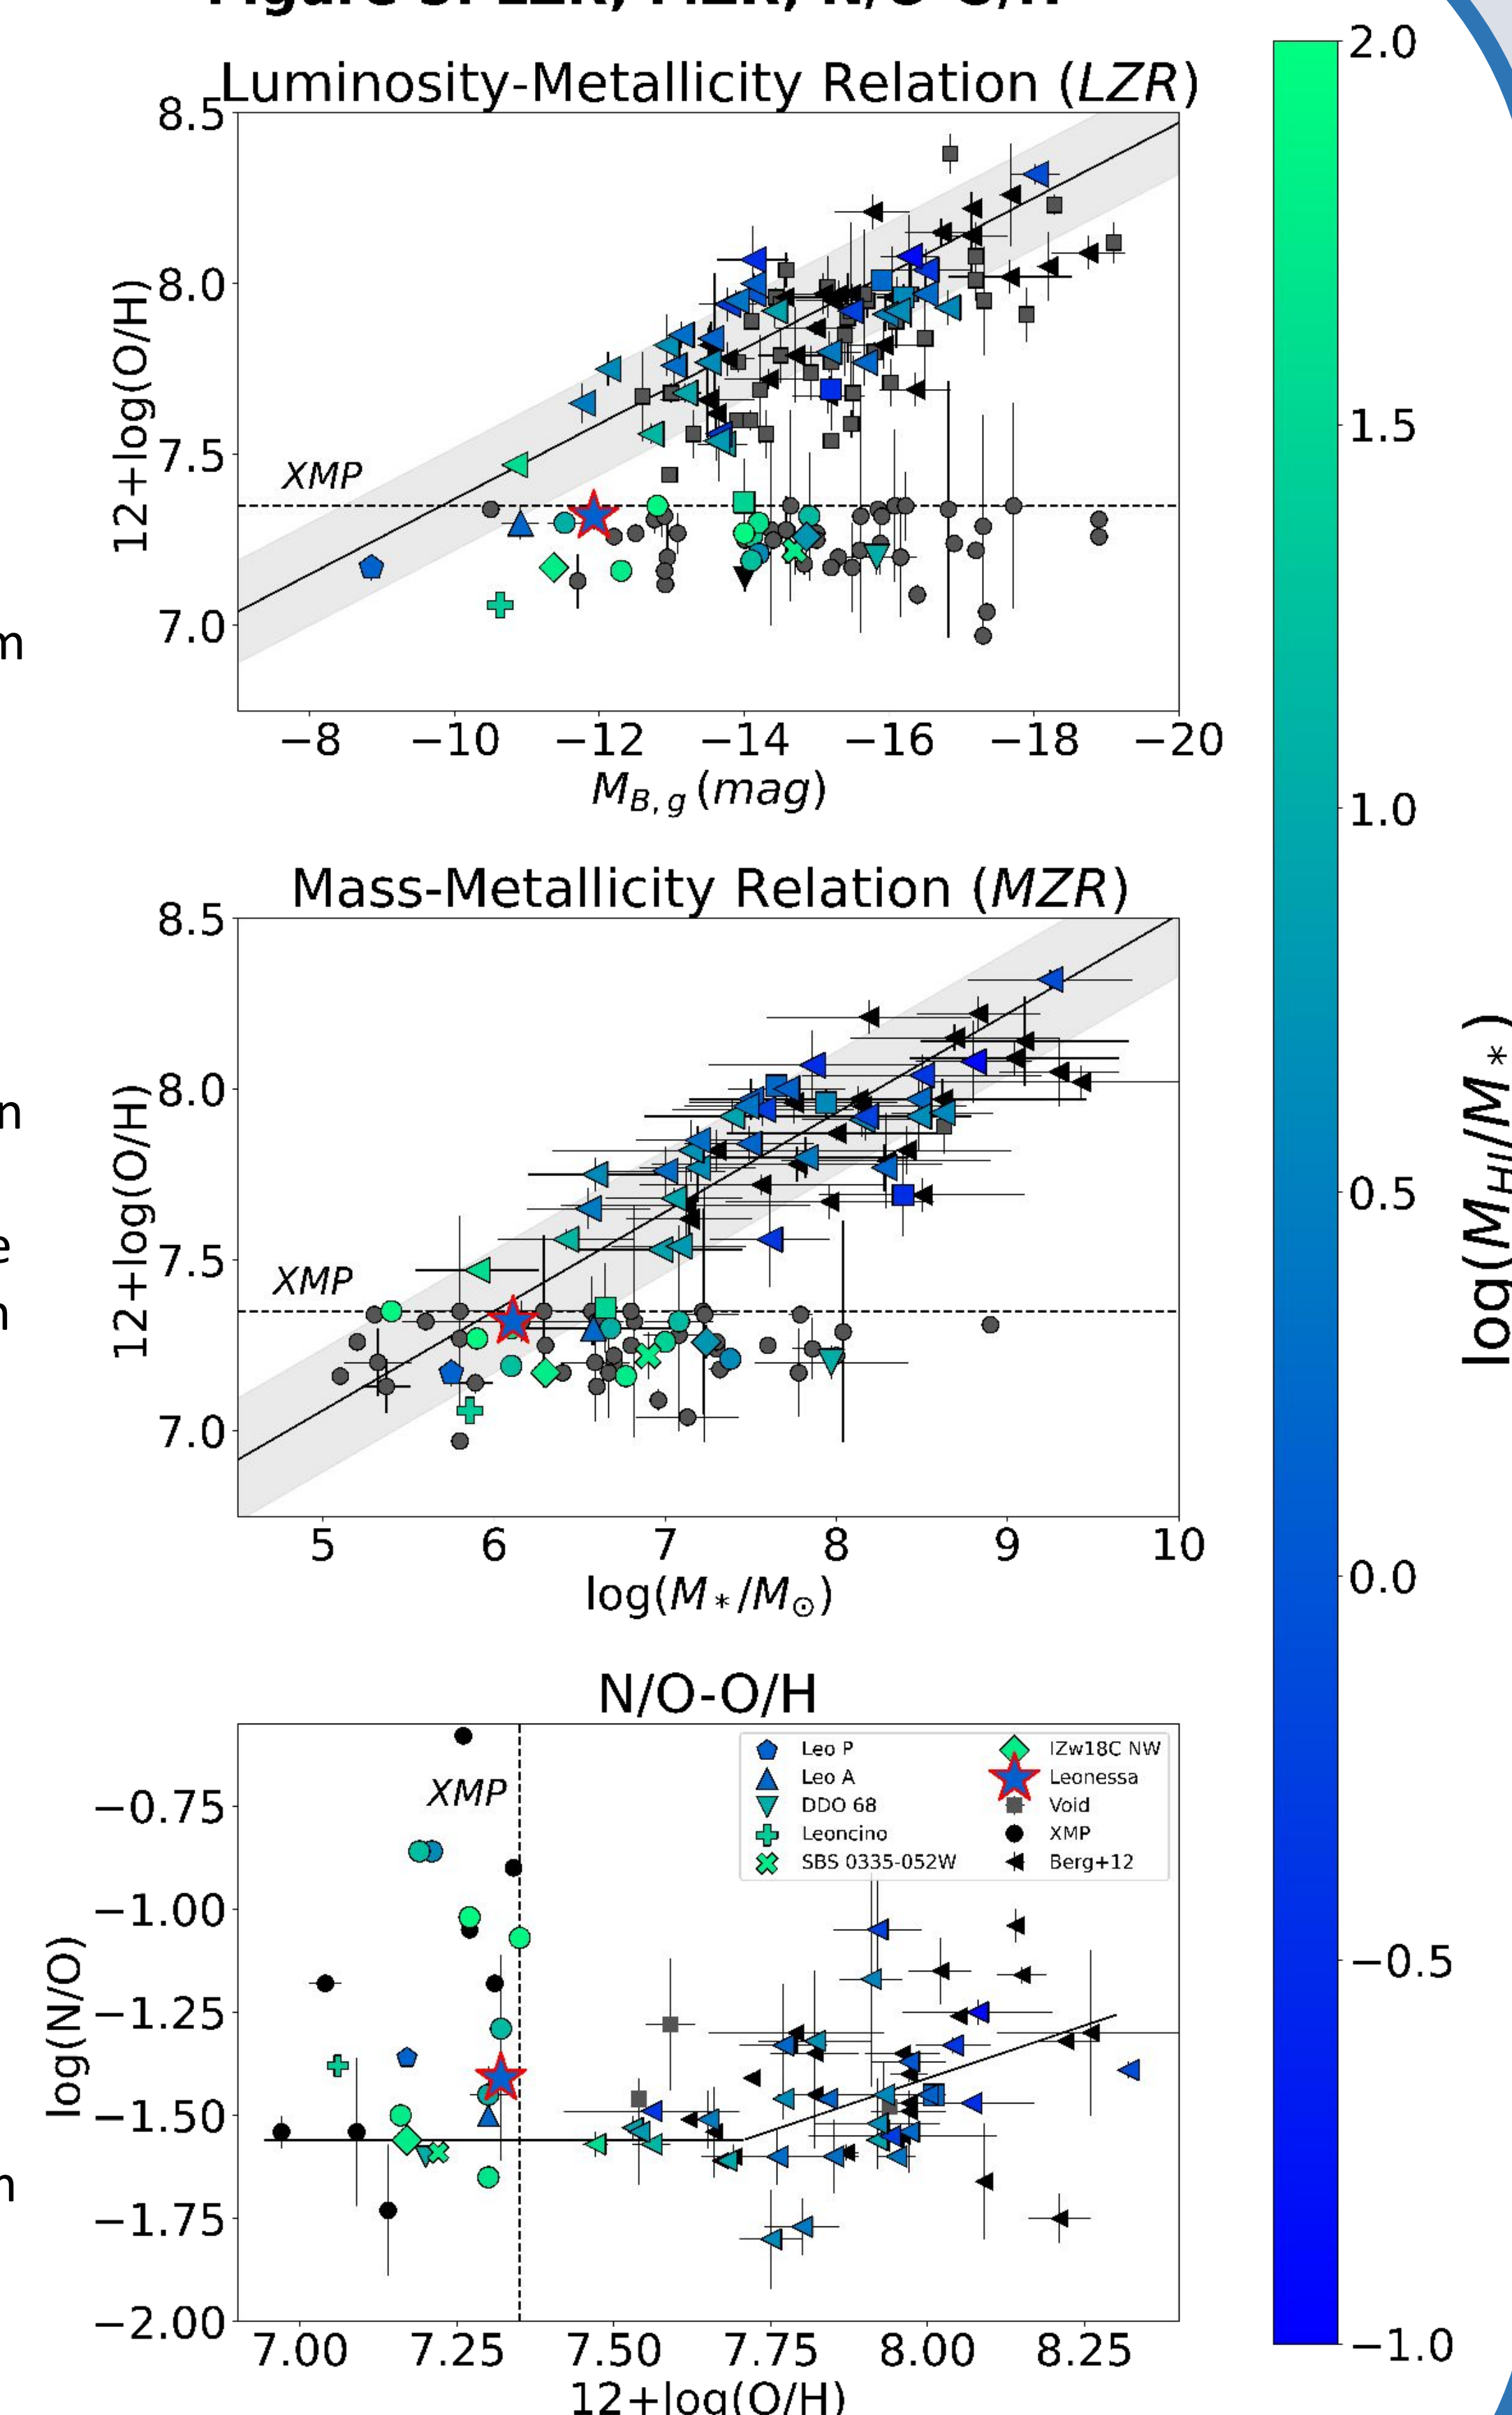 Figure 3: LZR, MZR, N/O-O/H
Luminosity-Metallicity Relation (LZR)
8.5
8.0
7.5
7.0
12+log(O/H)
XMP
−8 −10 −12 −14 −16 −18 −20
M_B, g (mag)
m
Mass-Metallicity Relation (MZR)
8.5
8.0
7.5
7.0
12+log(O/H)
XMP
5 6 7 8 9 10
log(M∗/M⊙)
n
e
n
N/O-O/H
−0.75
−1.00
−1.25
−1.50
−1.75
−2.00
log(N/O)
XMP
Leo P
Leo A
DDO 68
Leoncino
SBS 0335-052W
IZw18C NW
Leonessa
Void
XMP
Berg+12
7.00 7.25 7.50 7.75 8.00 8.25
12+log(O/H)
n
2.0
1.5
1.0
0.5
0.0
−0.5
−1.0
log(M_HI/M∗)